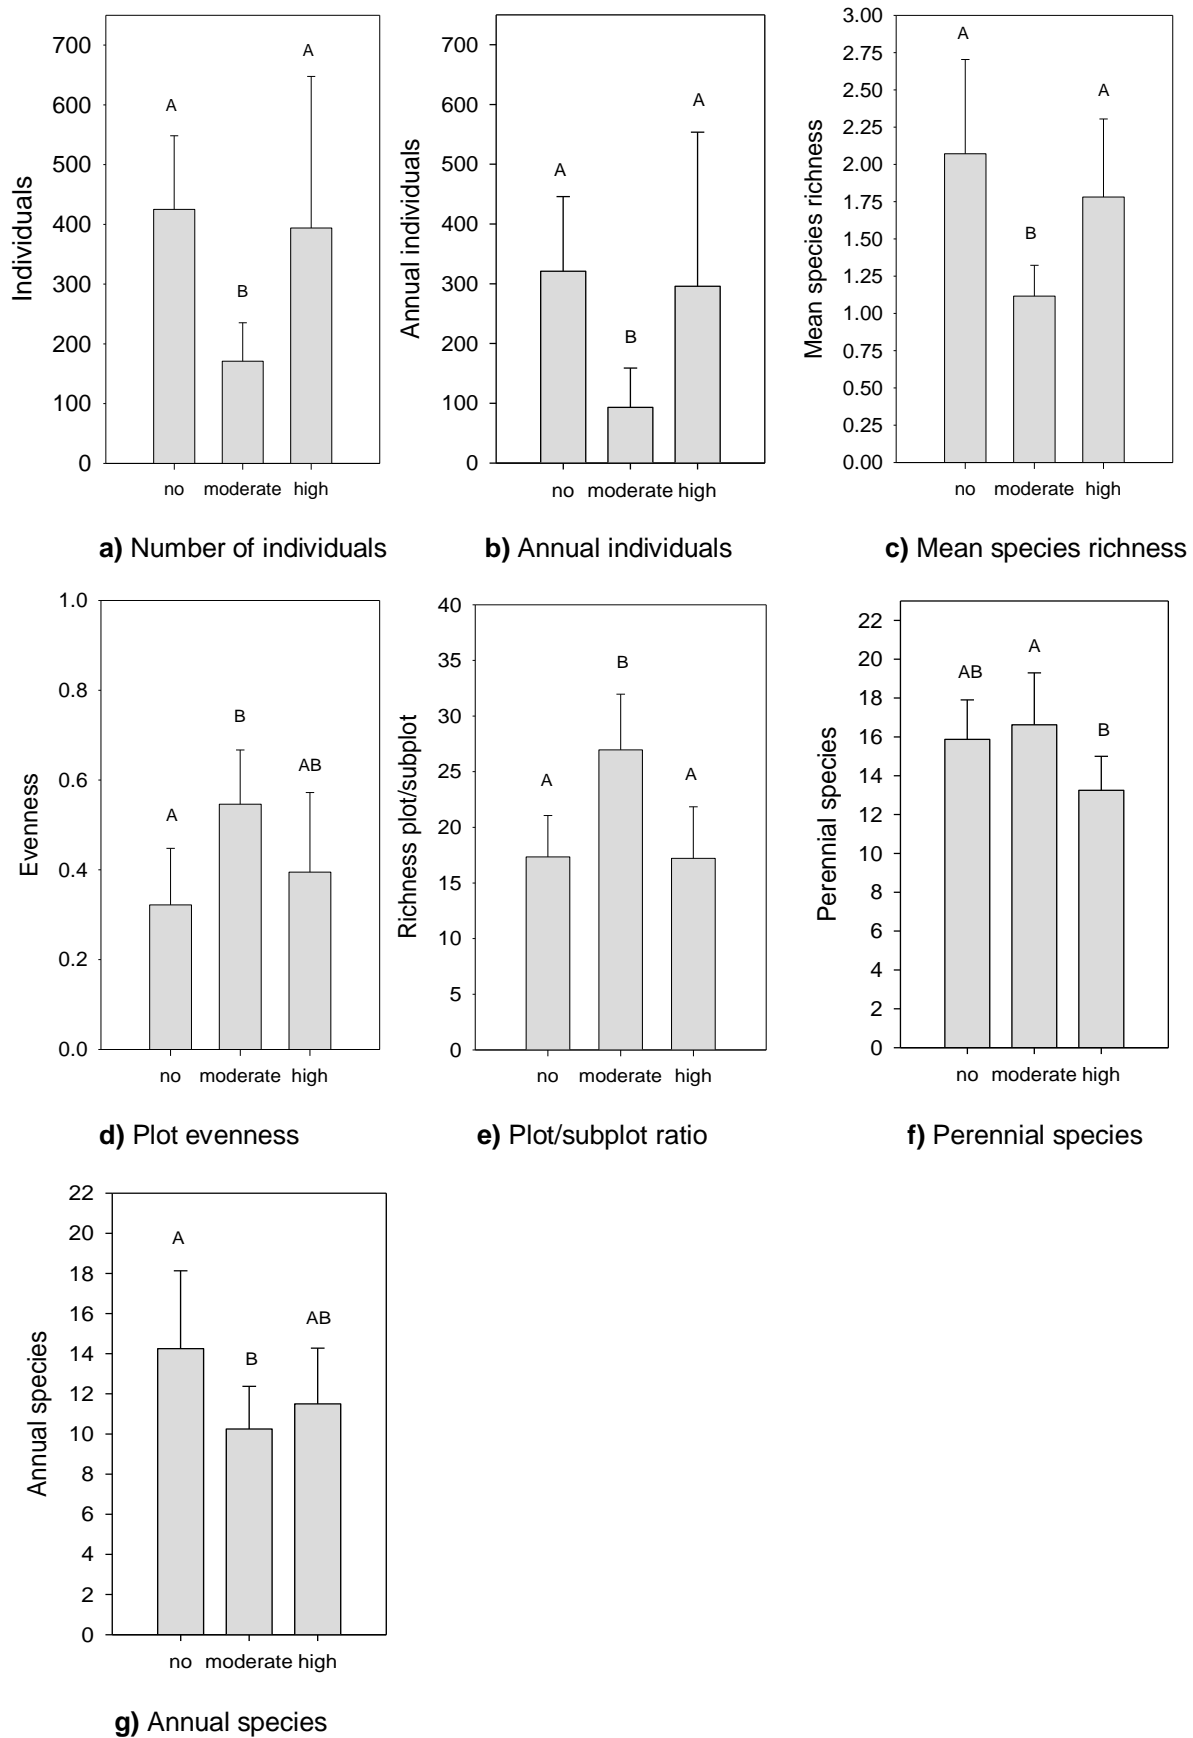 Individuals
700
600
500
400
300
200
100
0
A
B
A
no moderate high
a) Number of individuals
Annual individuals
700
600
500
400
300
200
100
0
A
B
A
no moderate high
b) Annual individuals
Mean species richness
3.00
2.75
2.50
2.25
2.00
1.75
1.50
1.25
1.00
0.75
0.50
0.25
0.00
A
B
A
no moderate high
c) Mean species richness
Evenness
1.0
0.8
0.6
0.4
0.2
0.0
A
B
AB
no moderate high
d) Plot evenness
Richness plot/subplot
40
35
30
25
20
15
10
5
0
A
B
A
no moderate high
e) Plot/subplot ratio
Perennial species
22
20
18
16
14
12
10
8
6
4
2
0
AB
A
B
no moderate high
f) Perennial species
Annual species
22
20
18
16
14
12
10
8
6
4
2
0
A
B
AB
no moderate high
g) Annual species